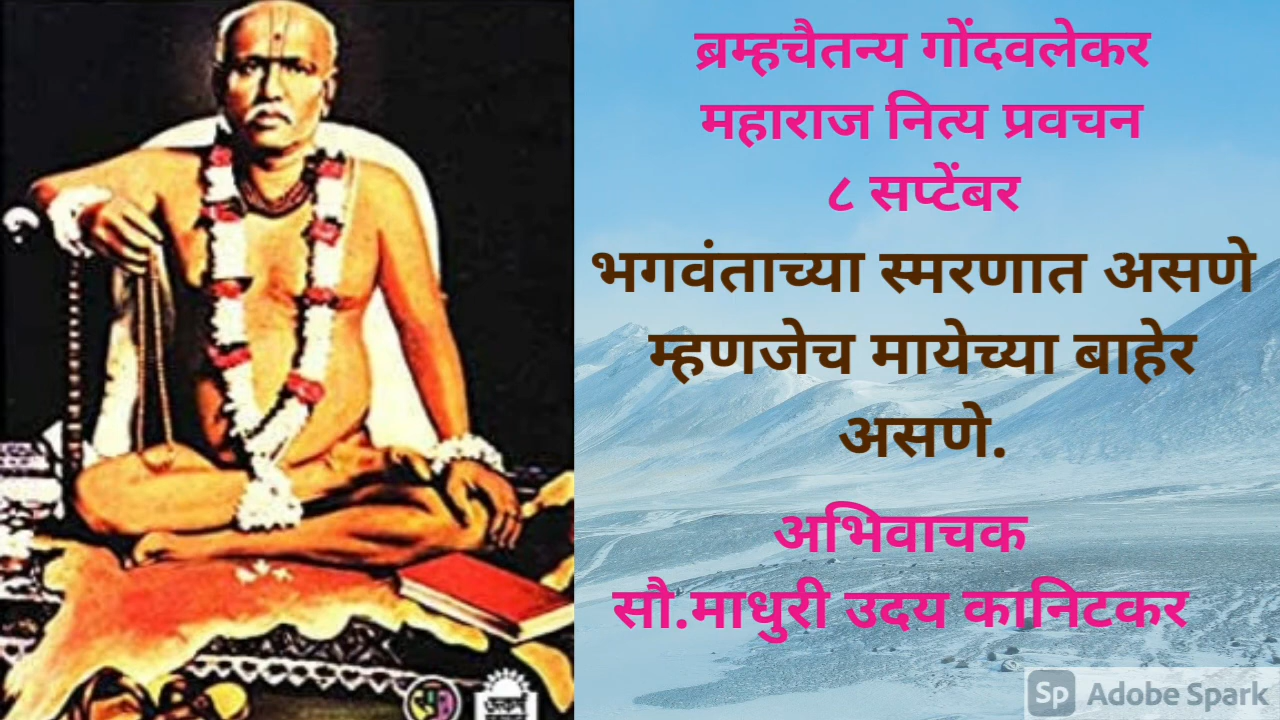 ब्रम्हचैतन्य गोंदवलेकर
महाराज नित्य प्रवचन
८ सप्टेंबर
भगवंताच्या स्मरणात असणे
म्हणजेच मायेच्या बाहेर
असणे.
अभिवाचक
सौ.माधुरी उदय कानिटकर
Sp Adobe Spark